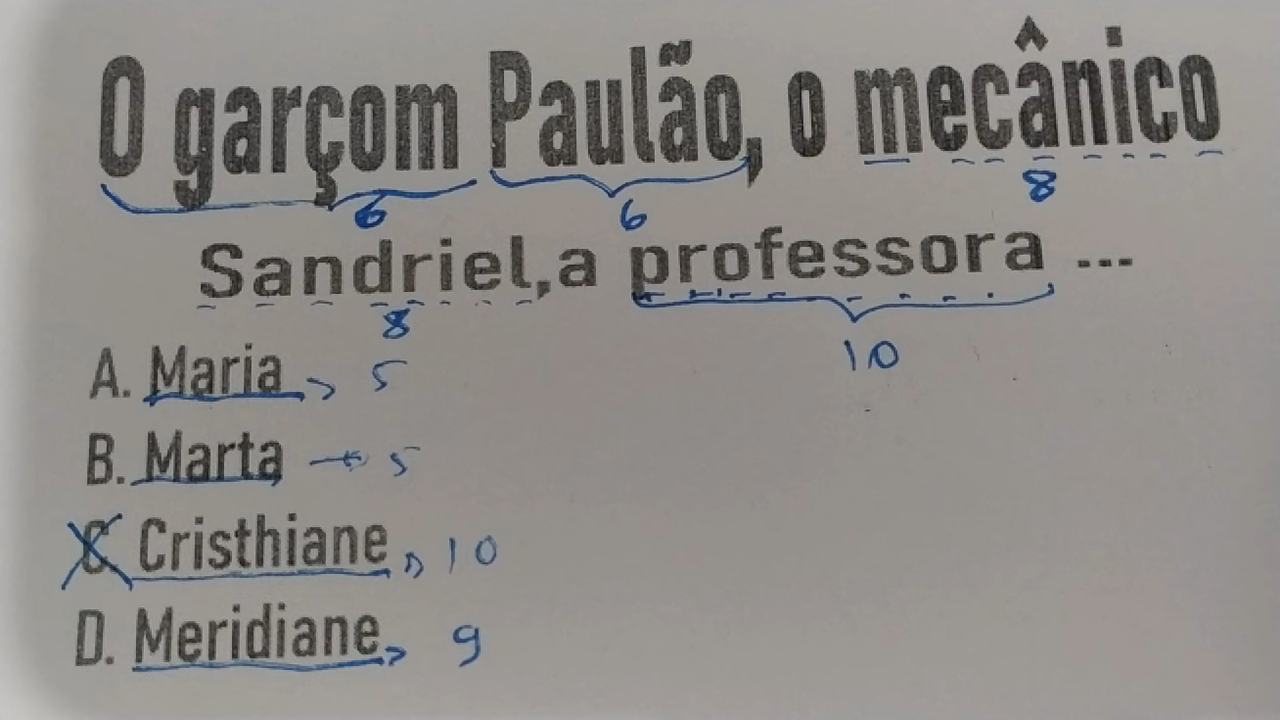 O garçom Paulão, o mecânico
6 6 8
Sandriel,a professora ...
8 10
A. Maria → 5
B. Marta → 5
C Cristhiane → 10
D. Meridiane → 9